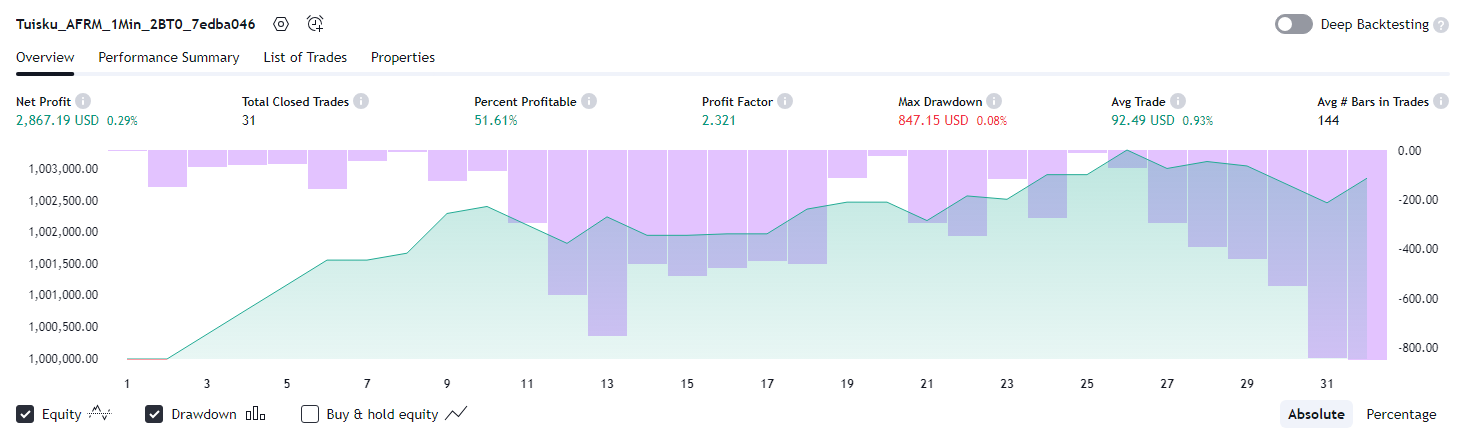 Tuisku_AFRM_1Min_2BT0_7edba046
Deep Backtesting ?
Overview Performance Summary List of Trades Properties
Net Profit i Total Closed Trades i Percent Profitable i Profit Factor i Max Drawdown i Avg Trade i Avg # Bars in Trades i
2,867.19 USD 0.29% 31 51.61% 2.321 847.15 USD 0.08% 92.49 USD 0.93% 144
0.00
1,003,000.00
1,002,500.00 -200.00
1,002,000.00
-400.00
1,001,500.00
1,001,000.00 -600.00
1,000,500.00
-800.00
1,000,000.00
1 3 5 7 9 11 13 15 17 19 21 23 25 27 29 31
Equity Drawdown Buy & hold equity Absolute Percentage